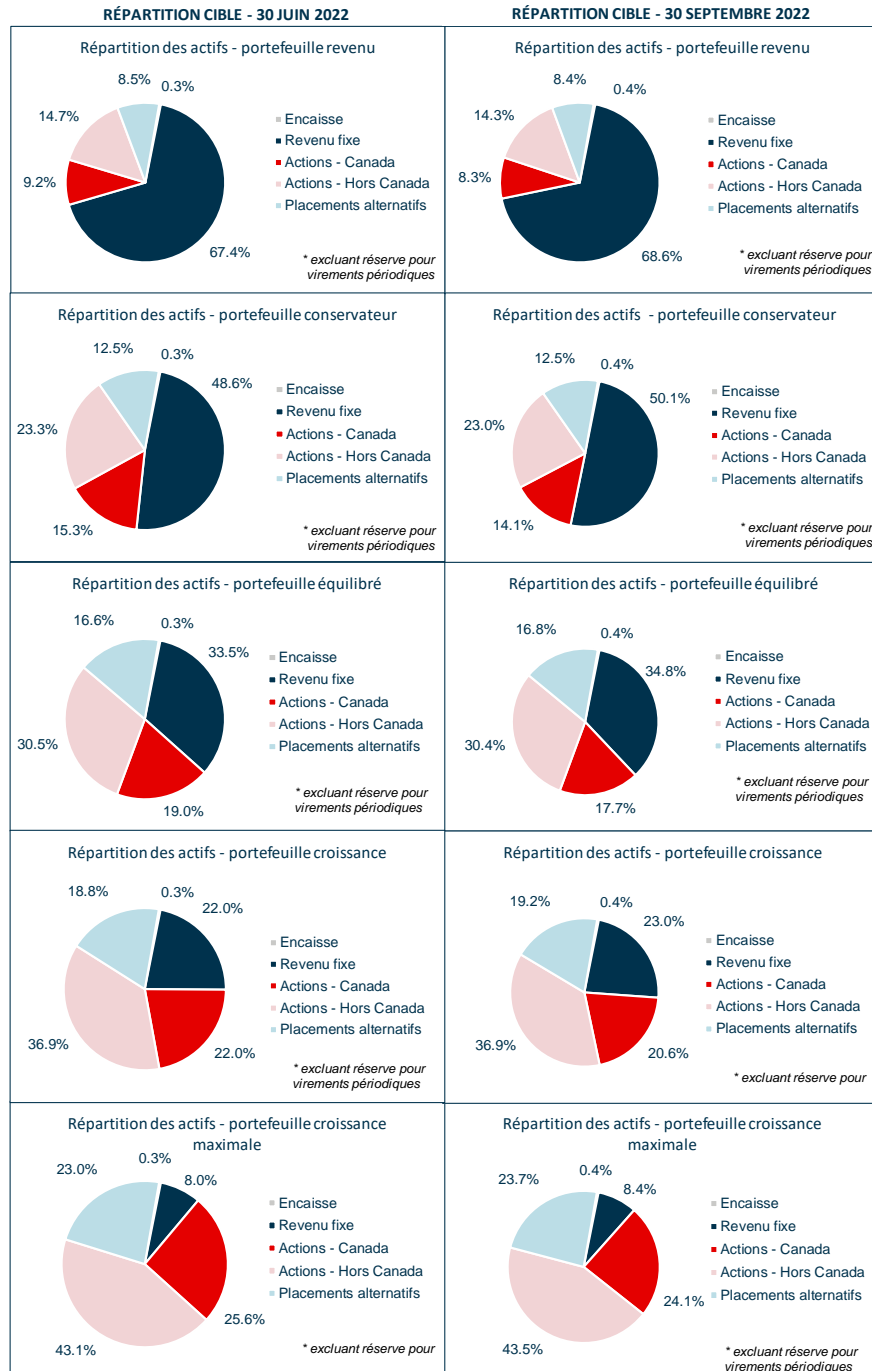 RÉPARTITION CIBLE - 30 JUIN 2022
RÉPARTITION CIBLE - 30 SEPTEMBRE 2022
Répartition des actifs - portefeuille revenu
8.5%
0.3%
14.7%
9.2%
67.4%
Encaisse
Revenu fixe
Actions - Canada
Actions - Hors Canada
Placements alternatifs
* excluant réserve pour
virements périodiques
Répartition des actifs - portefeuille revenu
8.4%
0.4%
14.3%
8.3%
68.6%
Encaisse
Revenu fixe
Actions - Canada
Actions - Hors Canada
Placements alternatifs
* excluant réserve pour
virements périodiques
Répartition des actifs - portefeuille conservateur
12.5%
0.3%
48.6%
23.3%
15.3%
Encaisse
Revenu fixe
Actions - Canada
Actions - Hors Canada
Placements alternatifs
* excluant réserve pour
virements périodiques
Répartition des actifs - portefeuille conservateur
12.5%
0.4%
50.1%
23.0%
14.1%
Encaisse
Revenu fixe
Actions - Canada
Actions - Hors Canada
Placements alternatifs
* excluant réserve pour
virements périodiques
Répartition des actifs - portefeuille équilibré
16.6%
0.3%
33.5%
30.5%
19.0%
Encaisse
Revenu fixe
Actions - Canada
Actions - Hors Canada
Placements alternatifs
* excluant réserve pour
virements périodiques
Répartition des actifs - portefeuille équilibré
16.8%
0.4%
34.8%
30.4%
17.7%
Encaisse
Revenu fixe
Actions - Canada
Actions - Hors Canada
Placements alternatifs
* excluant réserve pour
virements périodiques
Répartition des actifs - portefeuille croissance
18.8%
0.3%
22.0%
36.9%
22.0%
Encaisse
Revenu fixe
Actions - Canada
Actions - Hors Canada
Placements alternatifs
* excluant réserve pour
virements périodiques
Répartition des actifs - portefeuille croissance
19.2%
0.4%
23.0%
36.9%
20.6%
Encaisse
Revenu fixe
Actions - Canada
Actions - Hors Canada
Placements alternatifs
* excluant réserve pour
Répartition des actifs - portefeuille croissance
maximale
23.0%
0.3%
8.0%
43.1%
25.6%
Encaisse
Revenu fixe
Actions - Canada
Actions - Hors Canada
Placements alternatifs
* excluant réserve pour
Répartition des actifs - portefeuille croissance
maximale
23.7%
0.4%
8.4%
43.5%
24.1%
Encaisse
Revenu fixe
Actions - Canada
Actions - Hors Canada
Placements alternatifs
* excluant réserve pour
virements périodiques